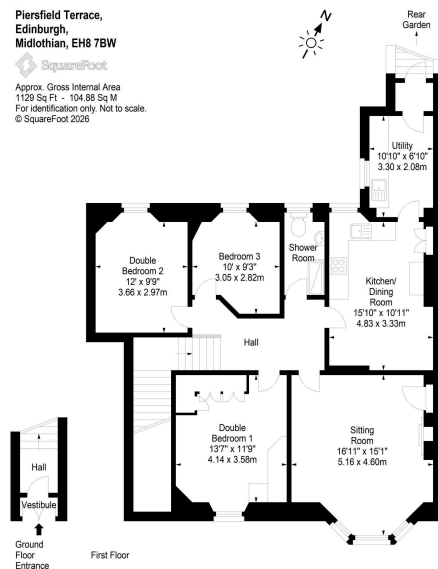 Piersfield Terrace,
Edinburgh,
Midlothian, EH8 7BW
SquareFoot
Approx. Gross Internal Area
1129 Sq Ft - 104.88 Sq M
For identification only. Not to scale.
© SquareFoot 2026
N
Rear
Garden
Utility
10'10" x 6'10"
3.30 x 2.08m
Double
Bedroom 2
12' x 9'9"
3.66 x 2.97m
Bedroom 3
10' x 9'3"
3.05 x 2.82m
Shower
Room
Kitchen/
Dining
Room
15'10" x 10'11"
4.83 x 3.33m
Hall
Double
Bedroom 1
13'7" x 11'9"
4.14 x 3.58m
Sitting
Room
16'11" x 15'1"
5.16 x 4.60m
Hall
Vestibule
Ground
Floor
Entrance
First Floor